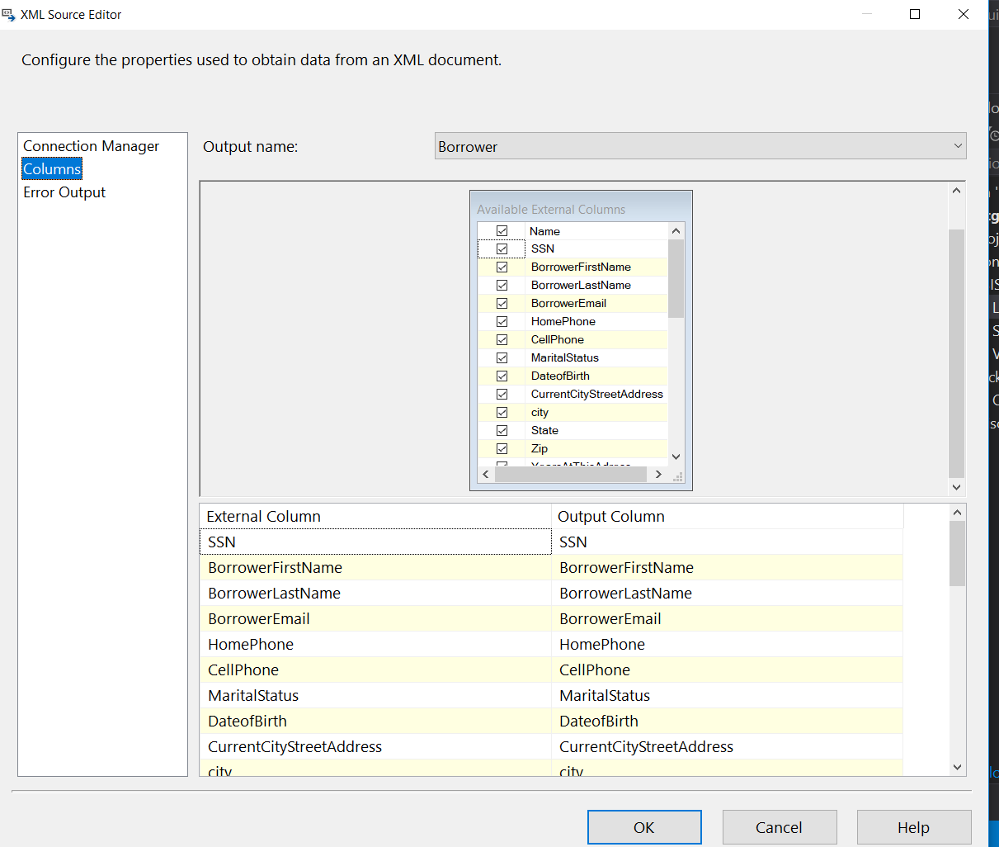 XML Source Editor
Configure the properties used to obtain data from an XML document.
Connection Manager
Columns
Error Output
Output name:
Borrower
Available External Columns
Name
SSN
BorrowerFirstName
BorrowerLastName
BorrowerEmail
HomePhone
CellPhone
MaritalStatus
DateofBirth
CurrentCityStreetAddress
city
State
Zip
External Column Output Column
SSN SSN
BorrowerFirstName BorrowerFirstName
BorrowerLastName BorrowerLastName
BorrowerEmail BorrowerEmail
HomePhone HomePhone
CellPhone CellPhone
MaritalStatus MaritalStatus
DateofBirth DateofBirth
CurrentCityStreetAddress CurrentCityStreetAddress
city city
OK Cancel Help